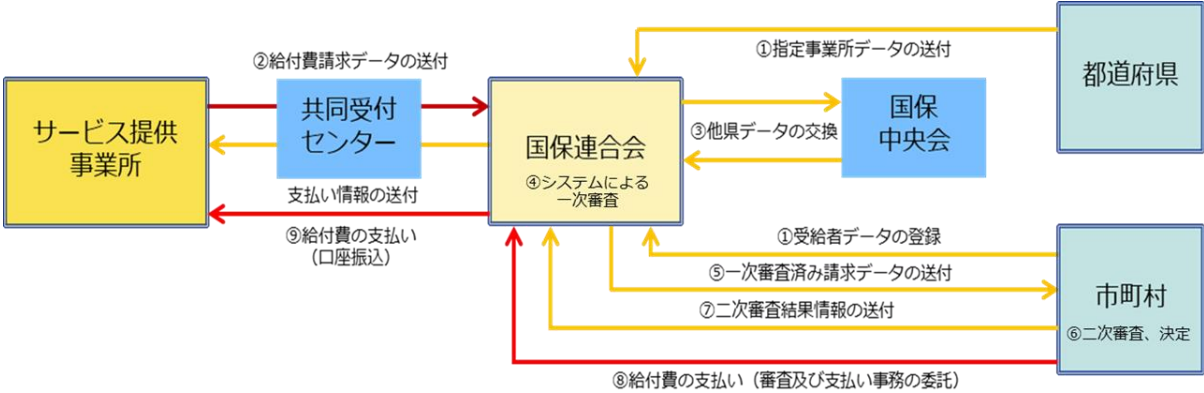 ①指定事業所データの送付
都道府県
②給付費請求データの送付
サービス提供
事業所
共同受付
センター
国保連合会
④システムによる
一次審査
③他県データの交換
国保
中央会
支払い情報の送付
⑨給付費の支払い
（口座振込）
①受給者データの登録
⑤一次審査済み請求データの送付
⑦二次審査結果情報の送付
市町村
⑥二次審査、決定
⑧給付費の支払い（審査及び支払い事務の委託）